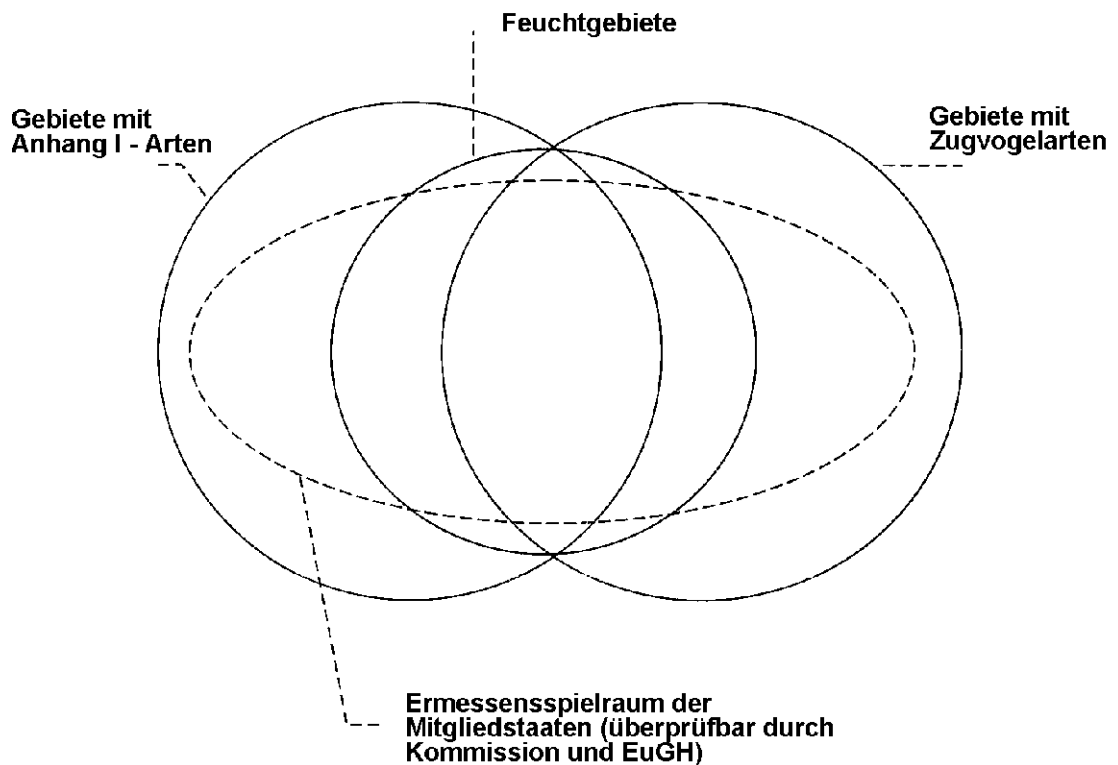 Feuchtgebiete
Gebiete mit
Anhang I - Arten
Gebiete mit
Zugvogelarten
Ermessensspielraum der
Mitgliedstaaten (überprüfbar durch
Kommission und EuGH)